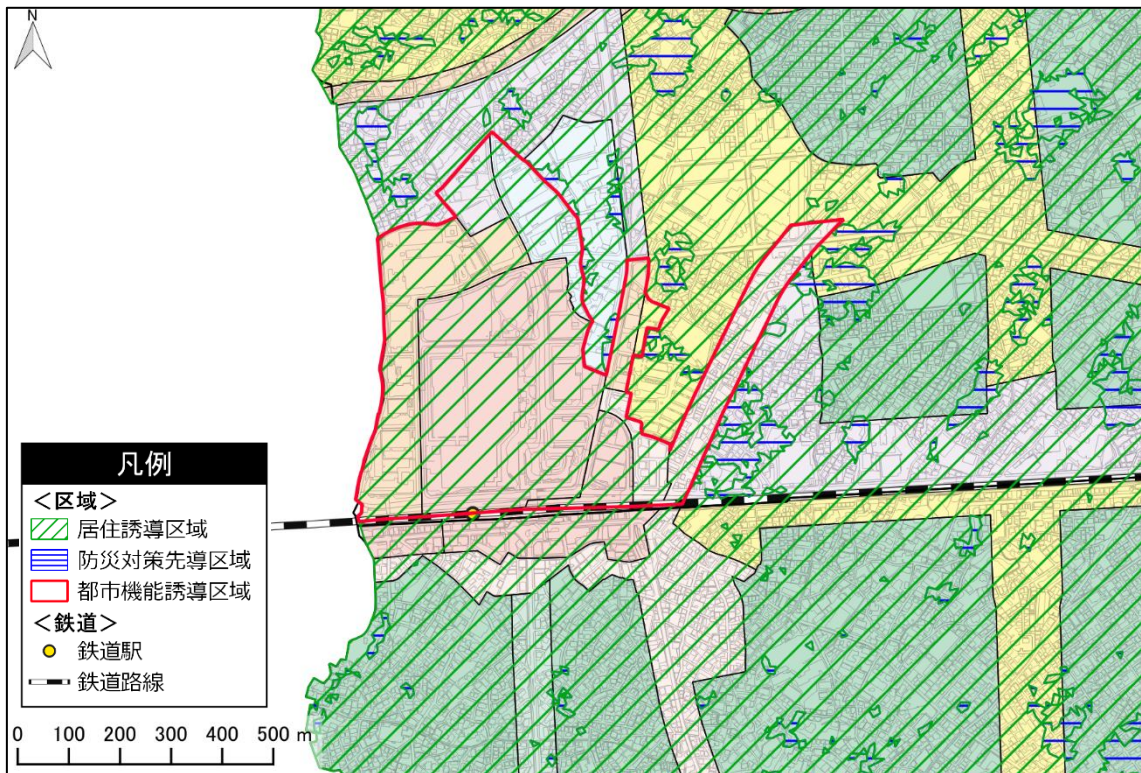 N
凡例
<区域>
居住誘導区域
防災対策先導区域
都市機能誘導区域
<鉄道>
鉄道駅
鉄道路線
0 100 200 300 400 500 m